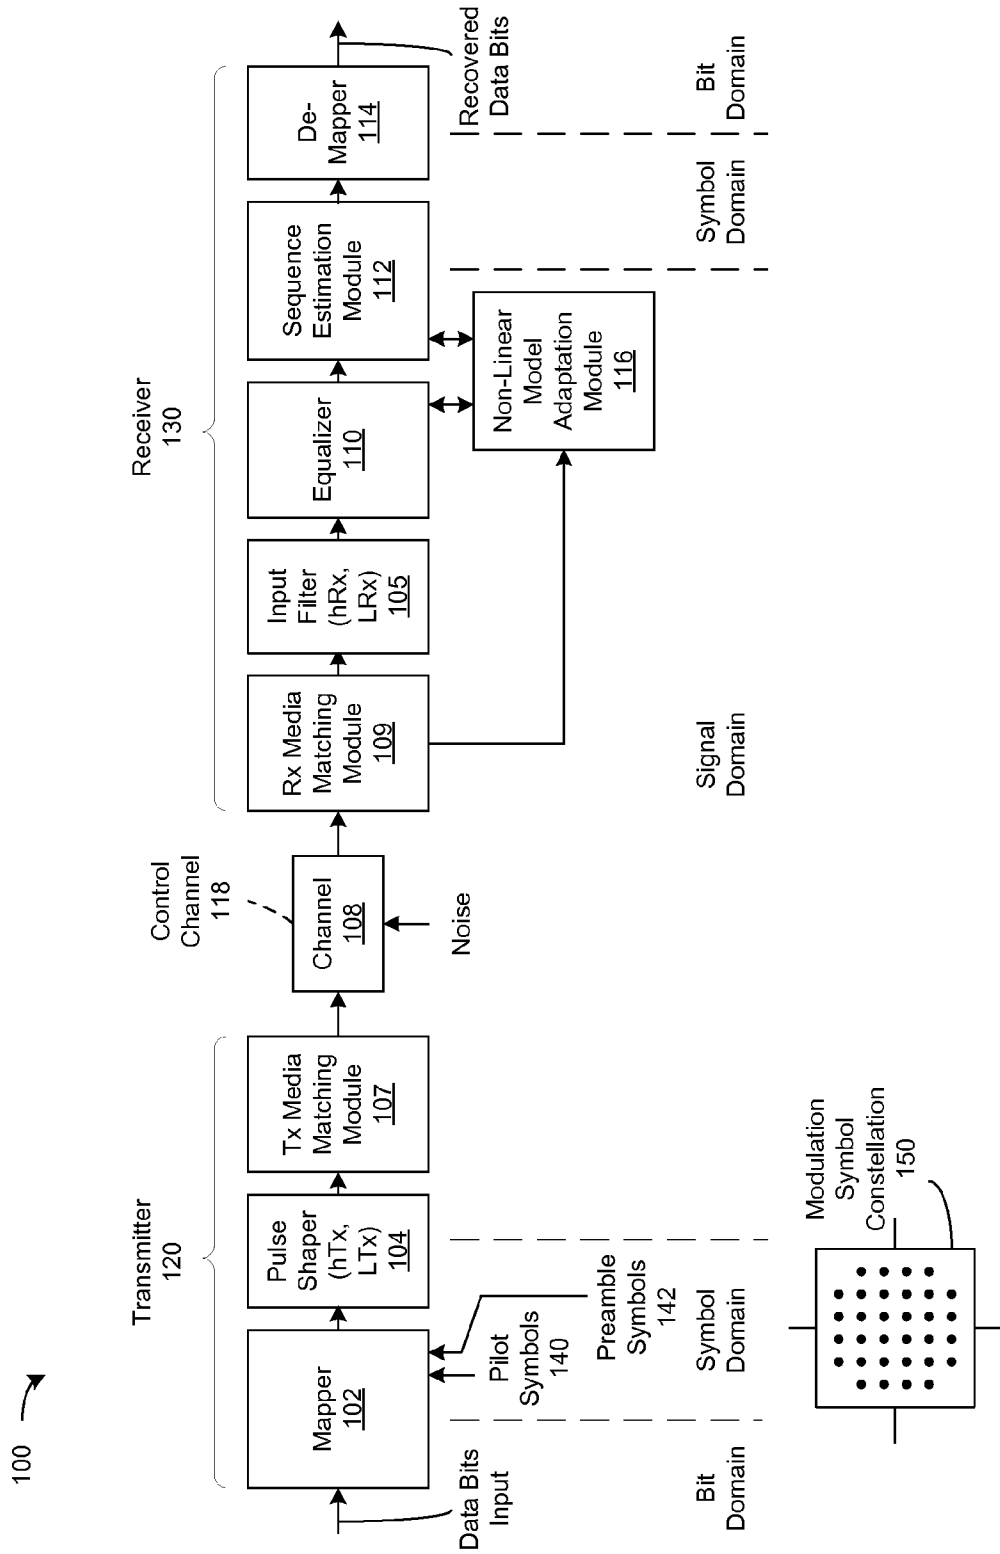 100
Transmitter
120
Receiver
130
Control
Channel
118
Mapper
102
Pulse
Shaper
(hTx,
LTx)
104
Tx Media
Matching
Module
107
Channel
108
Rx Media
Matching
Module
109
Input
Filter
(hRx,
LRx)
105
Equalizer
110
Sequence
Estimation
Module
112
De-
Mapper
114
Data Bits
Input
Pilot
Symbols
140
Preamble
Symbols
142
Noise
Non-Linear
Model
Adaptation
Module
116
Recovered
Data Bits
Bit
Domain
Symbol
Domain
Signal
Domain
Symbol
Domain
Bit
Domain
Modulation
Symbol
Constellation
150